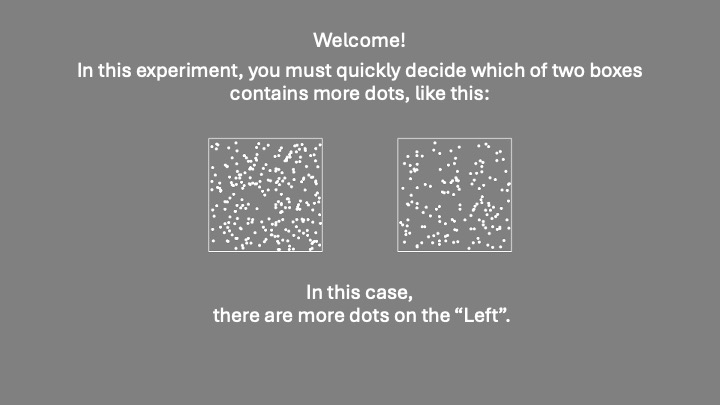 Welcome!
In this experiment, you must quickly decide which of two boxes
contains more dots, like this:
In this case,
there are more dots on the “Left”.